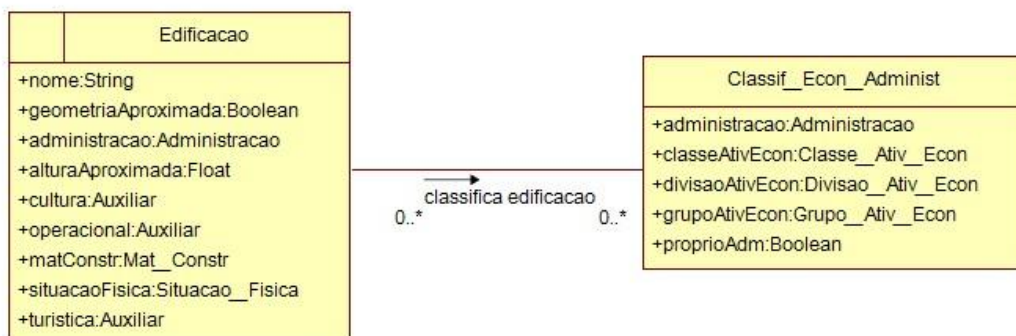 Edificacao
+nome:String
+geometriaAproximada:Boolean
+administracao:Administracao
+alturaAproximada:Float
+cultura:Auxiliar
+operacional:Auxiliar
+matConstr:Mat__Constr
+situacaoFisica:Situacao__Fisica
+turistica:Auxiliar
classifica edificacao
0..*
0..*
Classif__Econ__Administ
+administracao:Administracao
+classeAtivEcon:Classe__Ativ__Econ
+divisaoAtivEcon:Divisao__Ativ__Econ
+grupoAtivEcon:Grupo__Ativ__Econ
+proprioAdm:Boolean